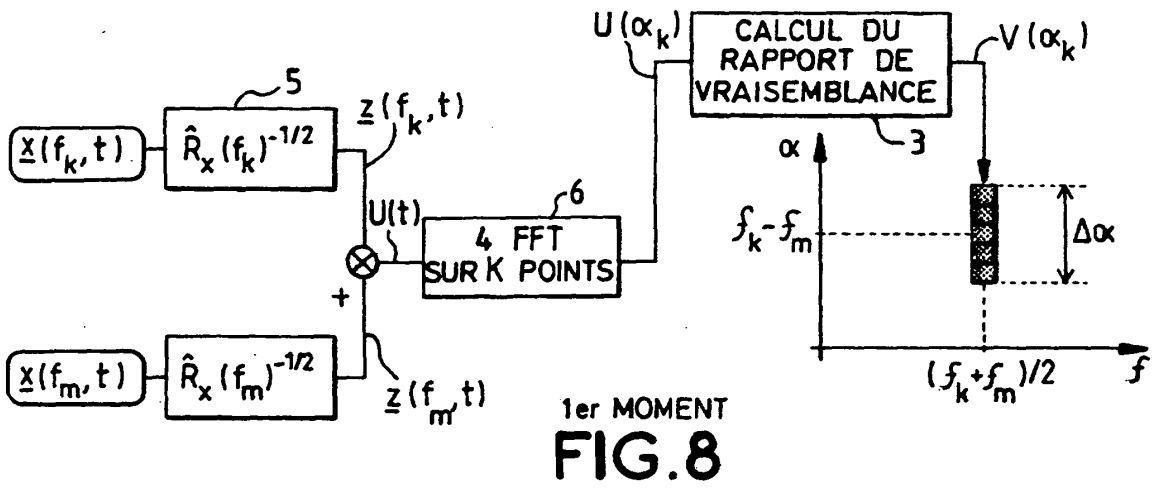 5
x(f_k, t)
R̂_x(f_k)^-1/2
z(f_k, t)
U(t)
+
x(f_m, t)
R̂_x(f_m)^-1/2
z(f_m, t)
6
4 FFT
SUR K POINTS
U(α_k)
CALCUL DU
RAPPORT DE
VRAISEMBLANCE
V(α_k)
3
α
f_k-f_m
Δα
(f_k+f_m)/2
f
1er MOMENT
FIG.8